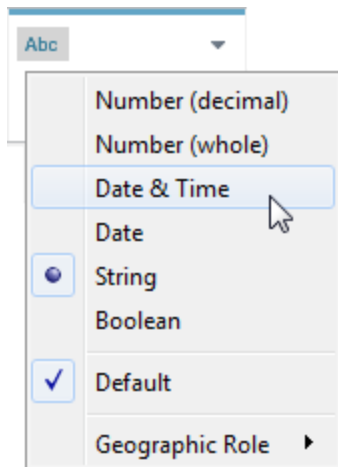 Abc
Number (decimal)
Number (whole)
Date & Time
Date
String
Boolean
Default
Geographic Role